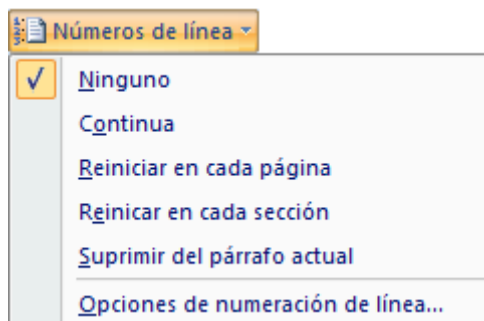 Números de línea
Ninguno
Continua
Reiniciar en cada página
Reinicar en cada sección
Suprimir del párrafo actual
Opciones de numeración de línea...